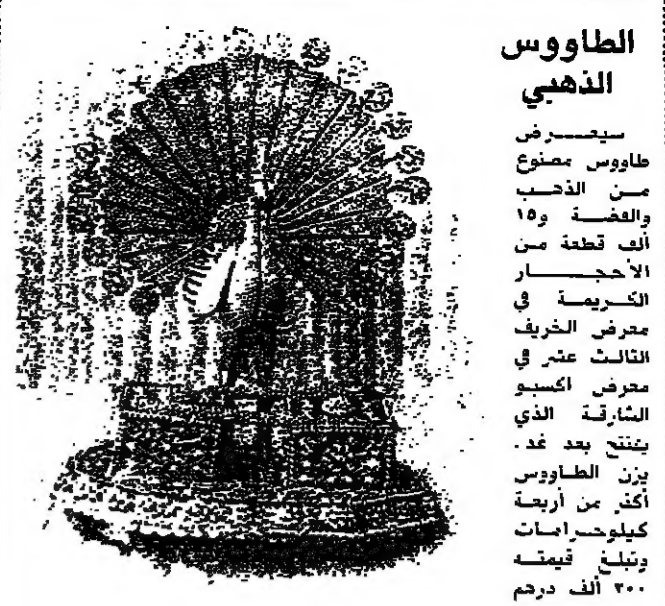 الطاووس
الذهبي
سيعرض
طاووس مصنوع
من الذهب
والفضة و١٥
ألف قطعة من
الأحجار
الكريمة في
معرض الخريف
الثالث عشر في
معرض اكسبو
الشارقة الذي
يفتتح بعد غد.
يزن الطاووس
أكثر من أربعة
كيلوجرامات
وتبلغ قيمته
٣٠٠ ألف درهم